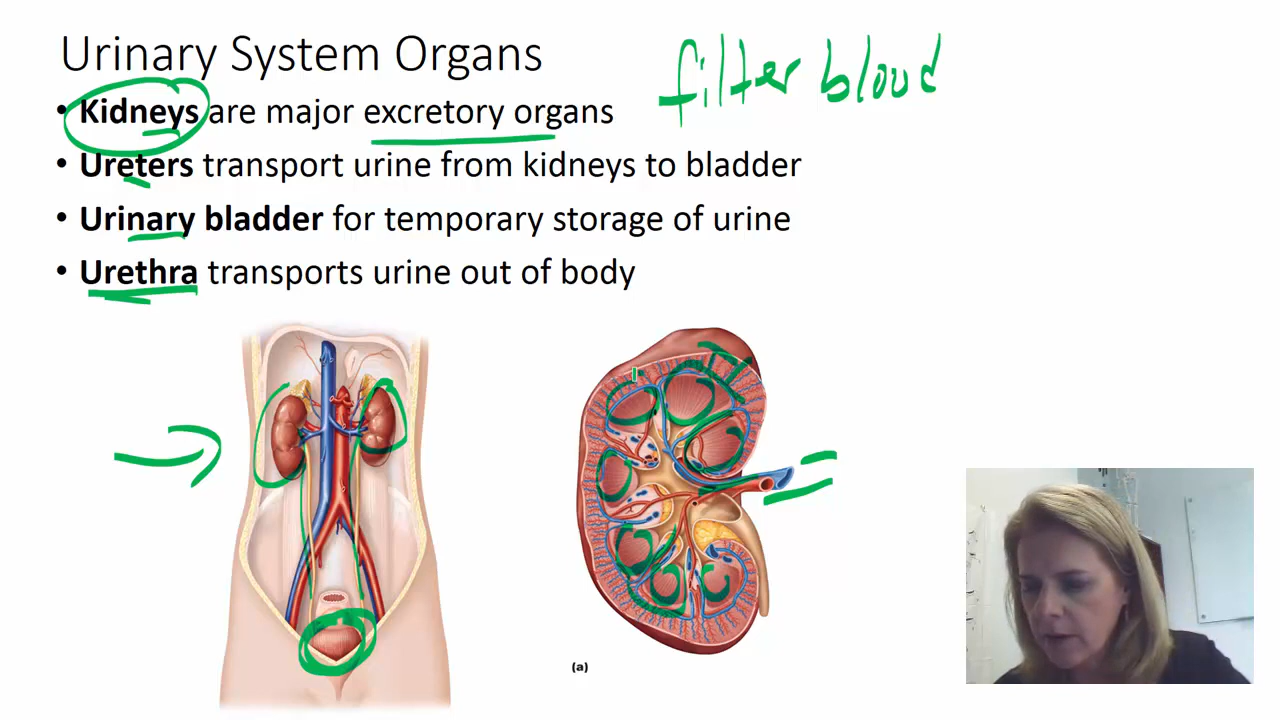 Urinary System Organs
filter blood
• Kidneys are major excretory organs
• Ureters transport urine from kidneys to bladder
• Urinary bladder for temporary storage of urine
• Urethra transports urine out of body
(a)